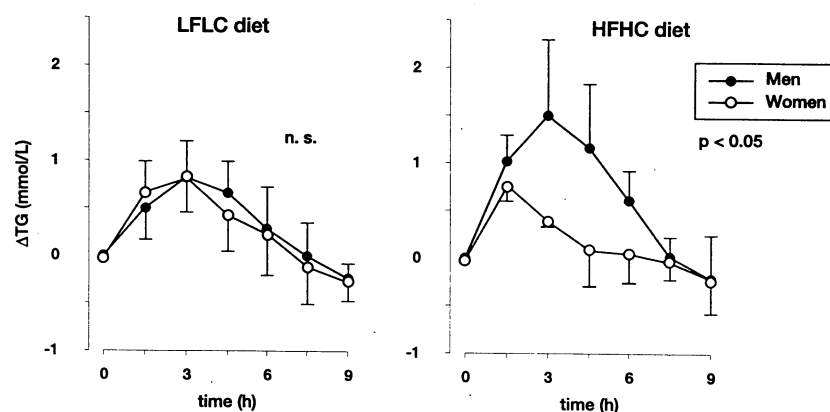 LFLC diet
HFHC diet
Men
Women
n. s.
p < 0.05
ΔTG (mmol/L)
2
1
0
-1
2
1
0
-1
0 3 6 9
0 3 6 9
time (h)
time (h)